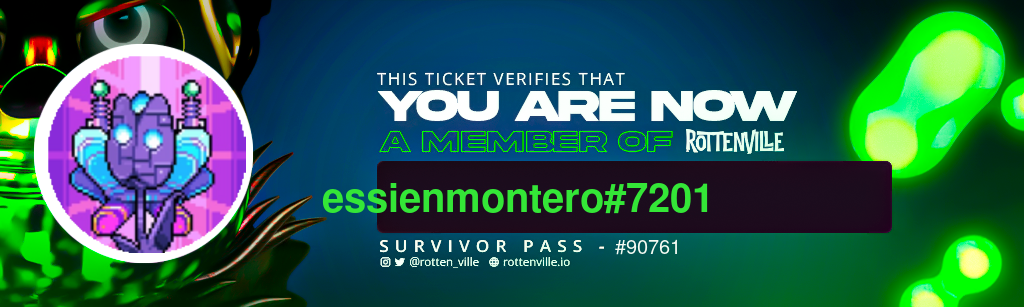 THIS TICKET VERIFIES THAT
YOU ARE NOW
A MEMBER OF ROTTENVILLE
essienmontero#7201
SURVIVOR PASS - #90761
@rotten_ville rottenville.io